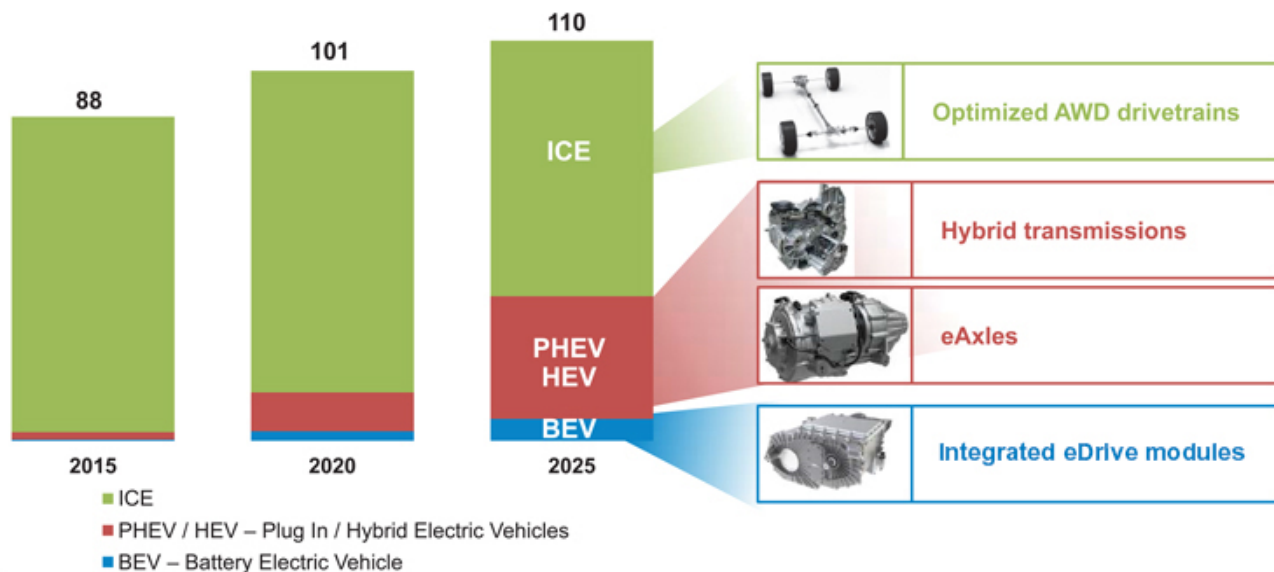 88
101
110
ICE
PHEV
HEV
BEV
2015
2020
2025
Optimized AWD drivetrains
Hybrid transmissions
eAxles
Integrated eDrive modules
ICE
PHEV / HEV – Plug In / Hybrid Electric Vehicles
BEV – Battery Electric Vehicle